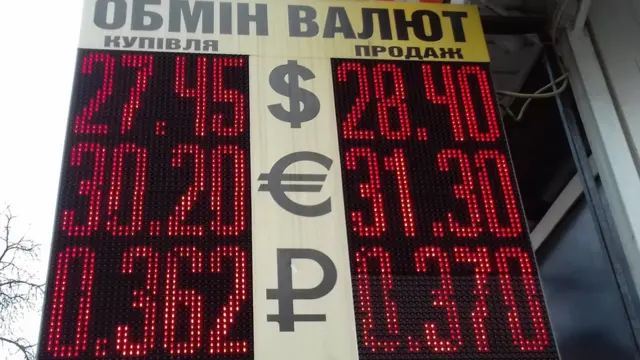 ОБМІН ВАЛЮТ
КУПІВЛЯ ПРОДАЖ
27.45 $ 28.40
30.20 € 31.30
0.362 ₽ 0.370